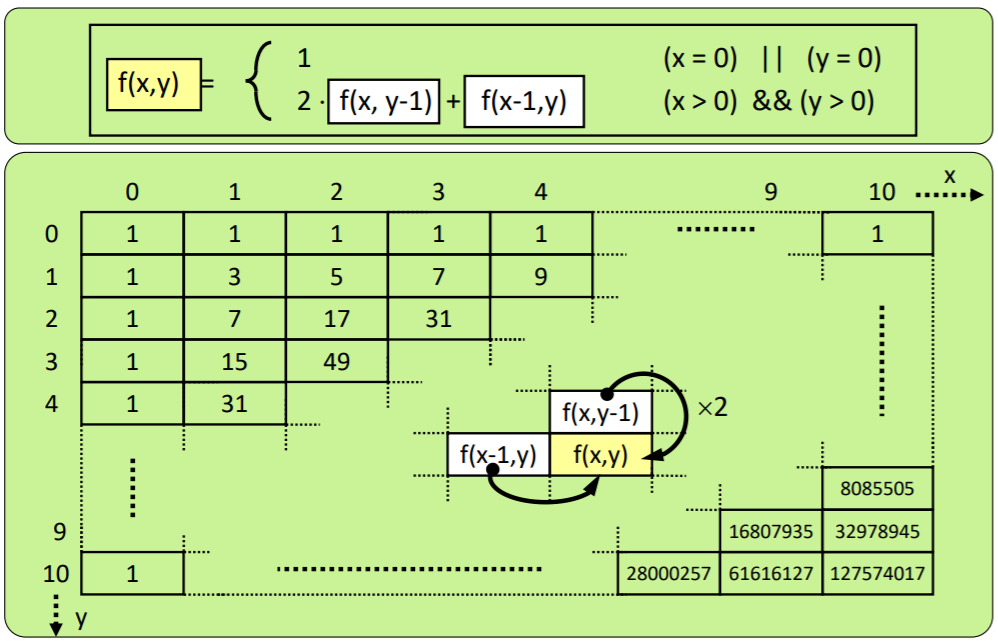 f(x,y) = { 1 (x = 0) || (y = 0)
2 · f(x, y-1) + f(x-1,y) (x > 0) && (y > 0)
0 1 2 3 4 9 10 x
0 1 1 1 1 1 1
1 1 3 5 7 9
2 1 7 17 31
3 1 15 49
4 1 31
f(x,y-1) ×2
f(x-1,y) f(x,y)
8085505
9 16807935 32978945
10 1 28000257 61616127 127574017
y